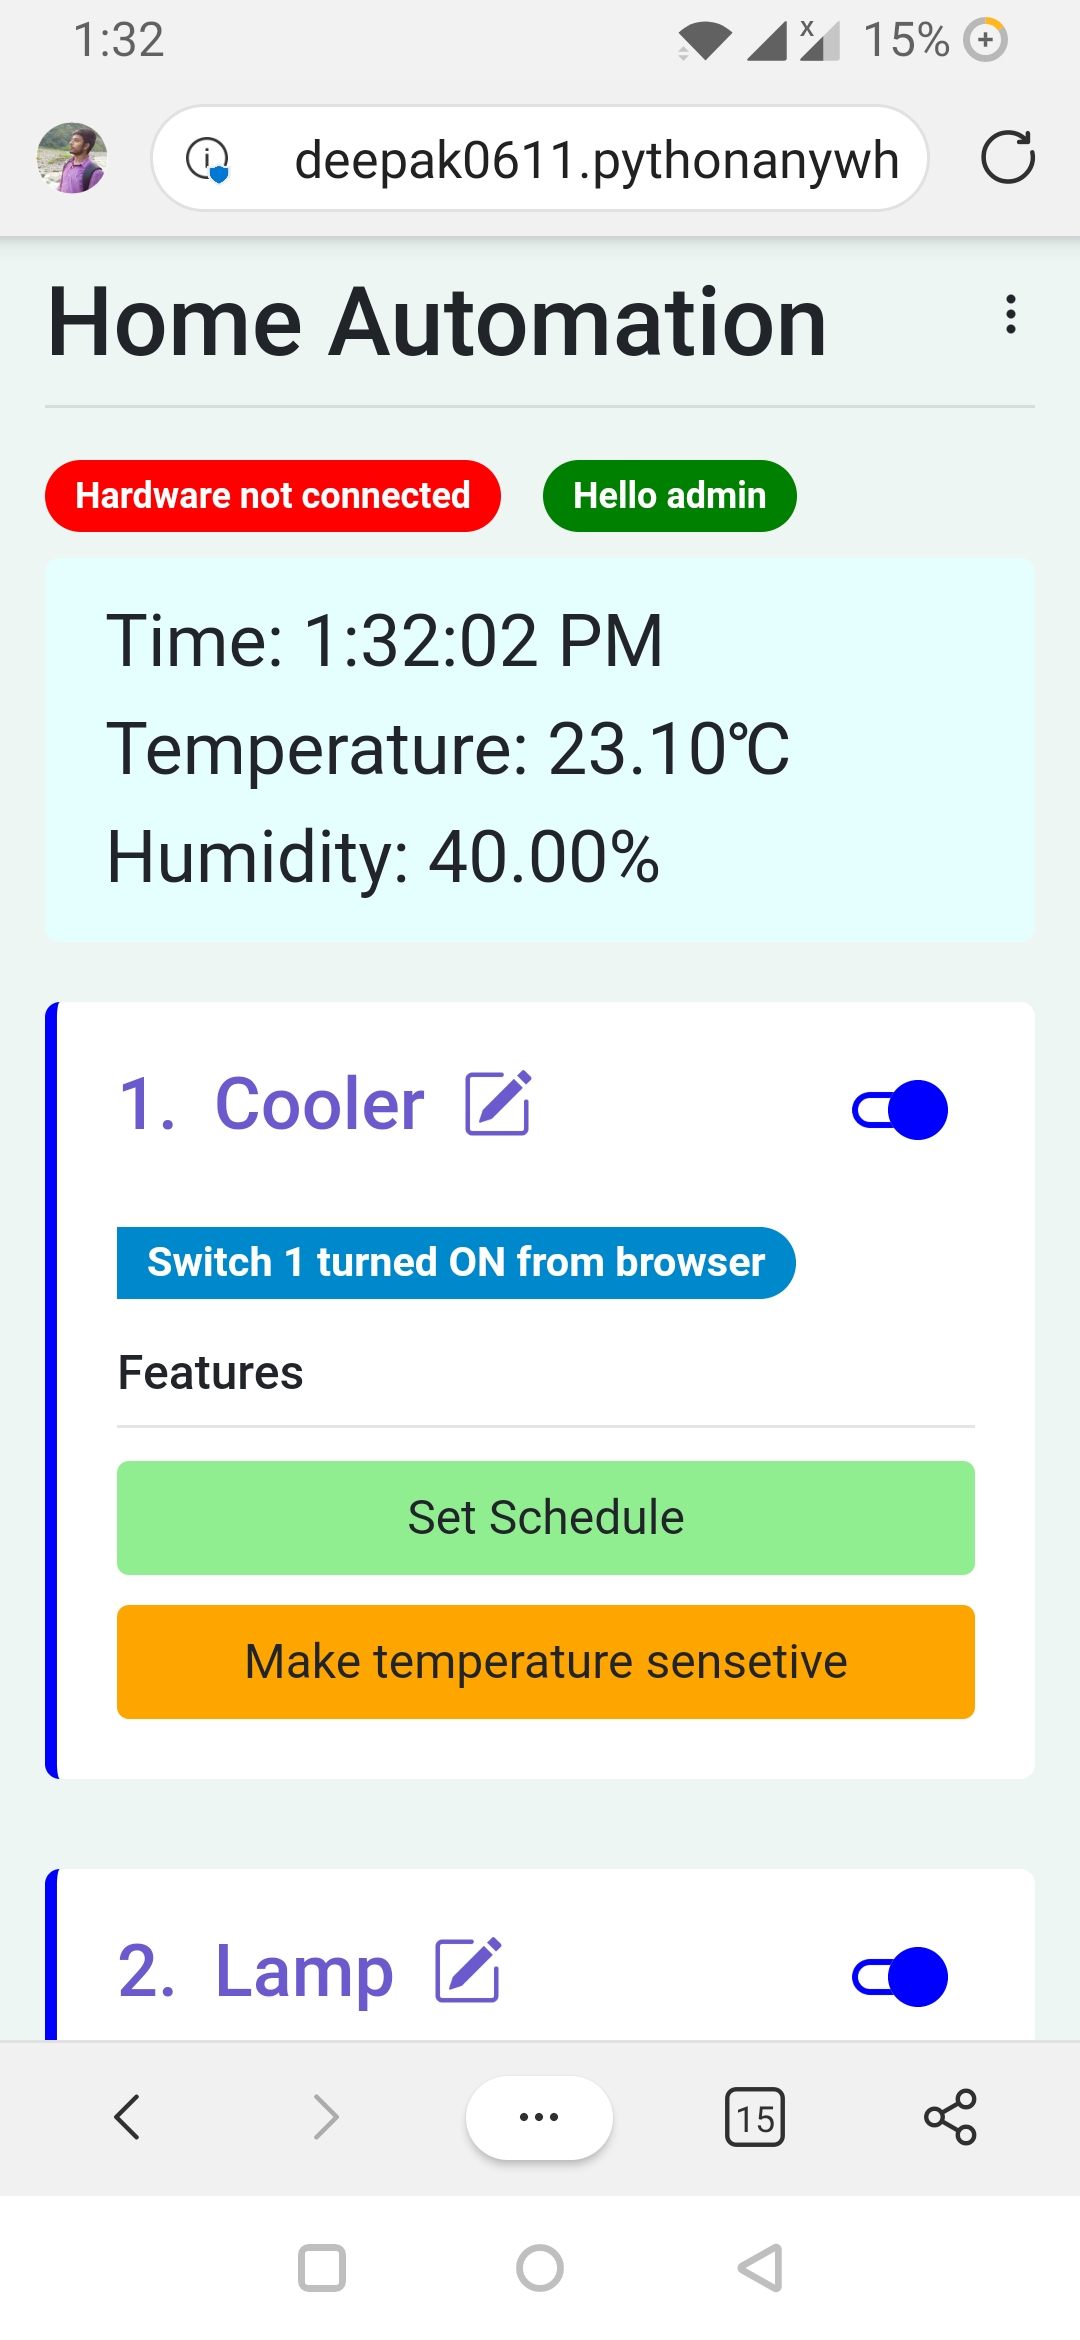 1:32
x
15%
deepak0611.pythonanywh
Home Automation
Hardware not connected
Hello admin
Time: 1:32:02 PM
Temperature: 23.10℃
Humidity: 40.00%
1. Cooler
Switch 1 turned ON from browser
Features
Set Schedule
Make temperature sensetive
2. Lamp
15